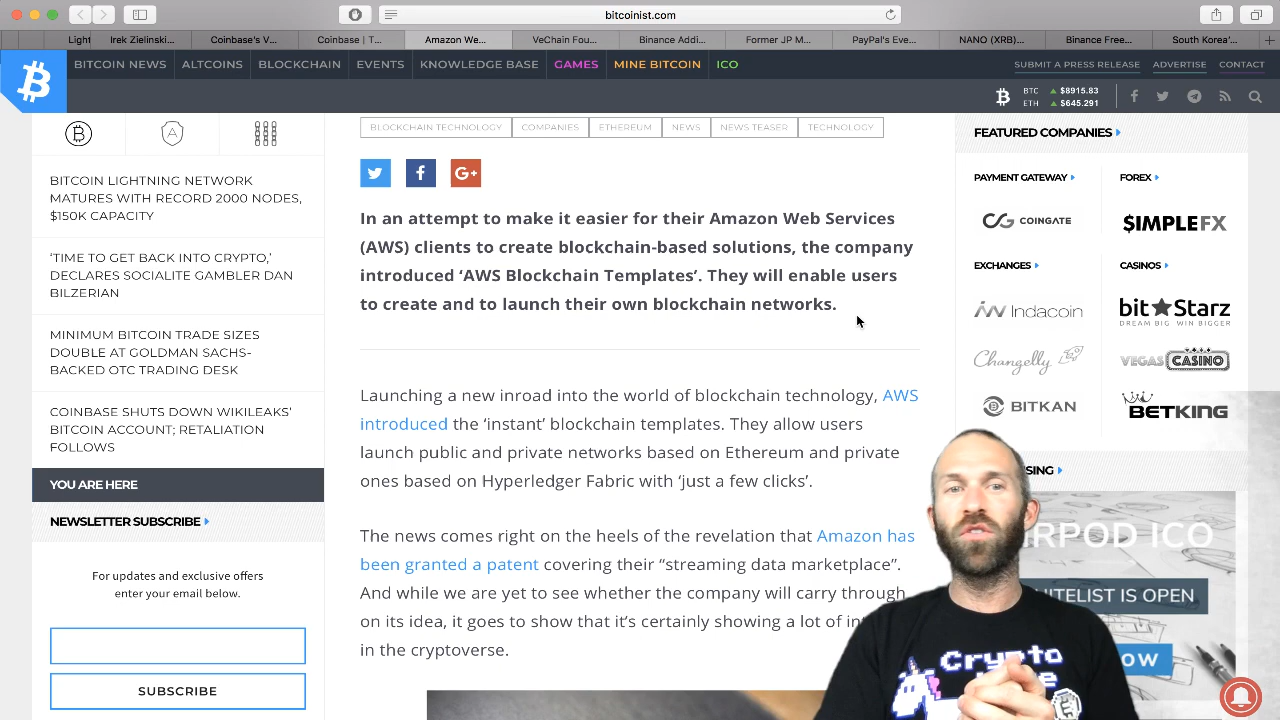 bitcoinist.com
Light
Irek Zielinski...
Coinbase's V...
Coinbase | T...
Amazon We...
VeChain Fou...
Binance Addi...
Former JP M...
PayPal's Eve...
NANO (XRB)...
Binance Free...
South Korea'...
BITCOIN NEWS
ALTCOINS
BLOCKCHAIN
EVENTS
KNOWLEDGE BASE
GAMES
MINE BITCOIN
ICO
SUBMIT A PRESS RELEASE
ADVERTISE
CONTACT
BTC $8915.83
ETH $645.291
BITCOIN LIGHTNING NETWORK
MATURES WITH RECORD 2000 NODES,
$150K CAPACITY
‘TIME TO GET BACK INTO CRYPTO,’
DECLARES SOCIALITE GAMBLER DAN
BILZERIAN
MINIMUM BITCOIN TRADE SIZES
DOUBLE AT GOLDMAN SACHS-
BACKED OTC TRADING DESK
COINBASE SHUTS DOWN WIKILEAKS’
BITCOIN ACCOUNT; RETALIATION
FOLLOWS
YOU ARE HERE
NEWSLETTER SUBSCRIBE
For updates and exclusive offers
enter your email below.
SUBSCRIBE
BLOCKCHAIN TECHNOLOGY
COMPANIES
ETHEREUM
NEWS
NEWS TEASER
TECHNOLOGY
G+
In an attempt to make it easier for their Amazon Web Services
(AWS) clients to create blockchain-based solutions, the company
introduced ‘AWS Blockchain Templates’. They will enable users
to create and to launch their own blockchain networks.
Launching a new inroad into the world of blockchain technology, AWS
introduced the ‘instant’ blockchain templates. They allow users
launch public and private networks based on Ethereum and private
ones based on Hyperledger Fabric with ‘just a few clicks’.
The news comes right on the heels of the revelation that Amazon has
been granted a patent covering their “streaming data marketplace”.
And while we are yet to see whether the company will carry through
on its idea, it goes to show that it’s certainly showing a lot of
in the cryptoverse.
FEATURED COMPANIES
PAYMENT GATEWAY
FOREX
COINGATE
$IMPLEFX
EXCHANGES
CASINOS
Indacoin
bitStarz
DREAM BIG WIN BIGGER
Changelly
VEGAS CASINO
BITKAN
BETKING
ICO
IS OPEN
Crypto